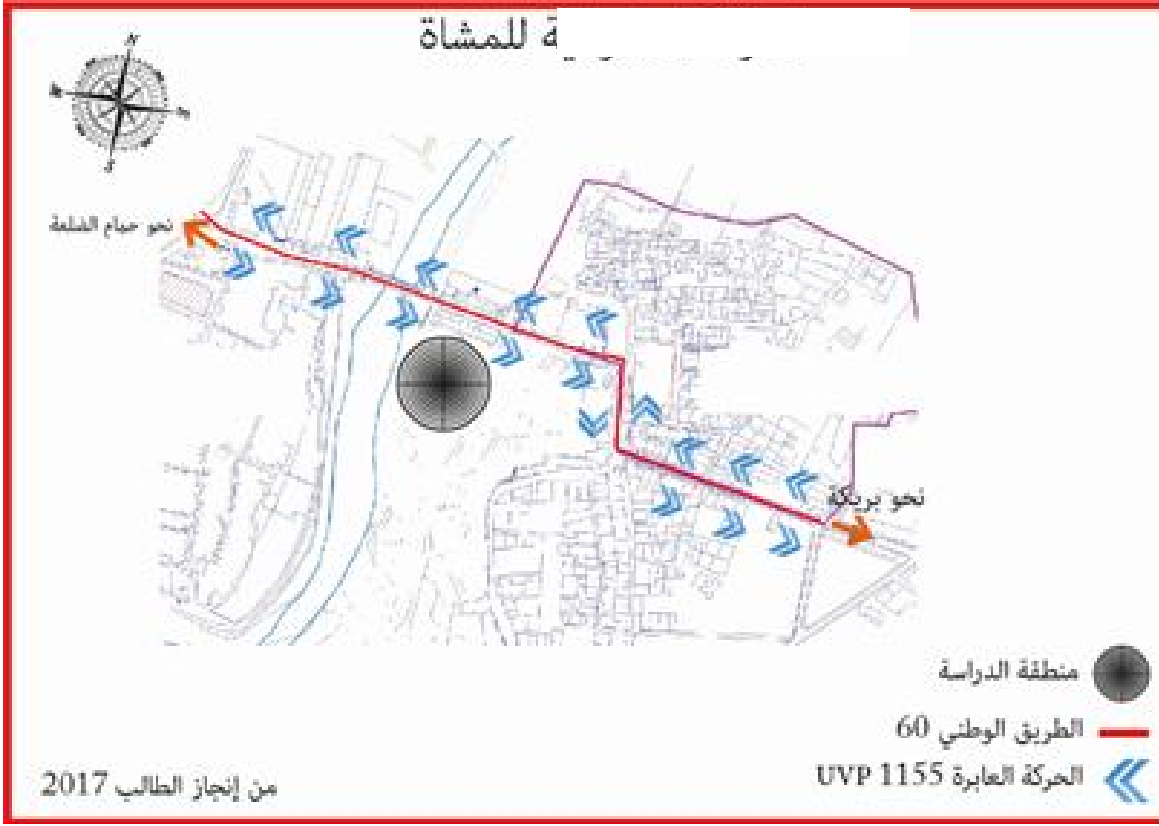 ة للمشاة
N
S
نحو حمام الضلعة
نحو بريكة
منطقة الدراسة
الطريق الوطني 60
الحركة العابرة 1155 UVP
من إنجاز الطالب 2017